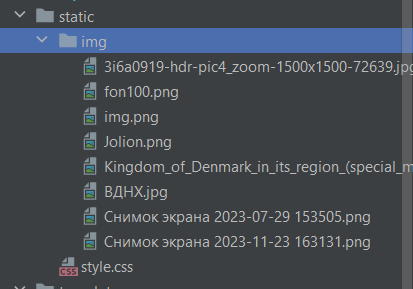 static
img
3i6a0919-hdr-pic4_zoom-1500x1500-72639.jpg
fon100.png
img.png
Jolion.png
Kingdom_of_Denmark_in_its_region_(special_m
ВДНХ.jpg
Снимок экрана 2023-07-29 153505.png
Снимок экрана 2023-11-23 163131.png
CSS style.css